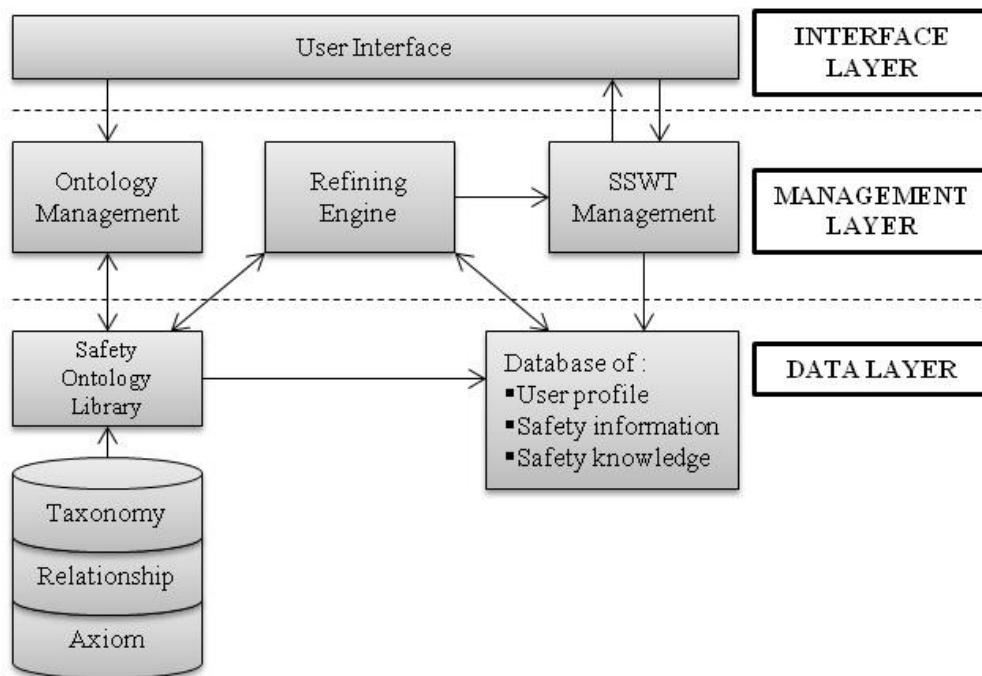 User Interface
INTERFACE
LAYER
Ontology
Management
Refining
Engine
SSWT
Management
MANAGEMENT
LAYER
Safety
Ontology
Library
Database of :
▪User profile
▪Safety information
▪Safety knowledge
DATA LAYER
Taxonomy
Relationship
Axiom